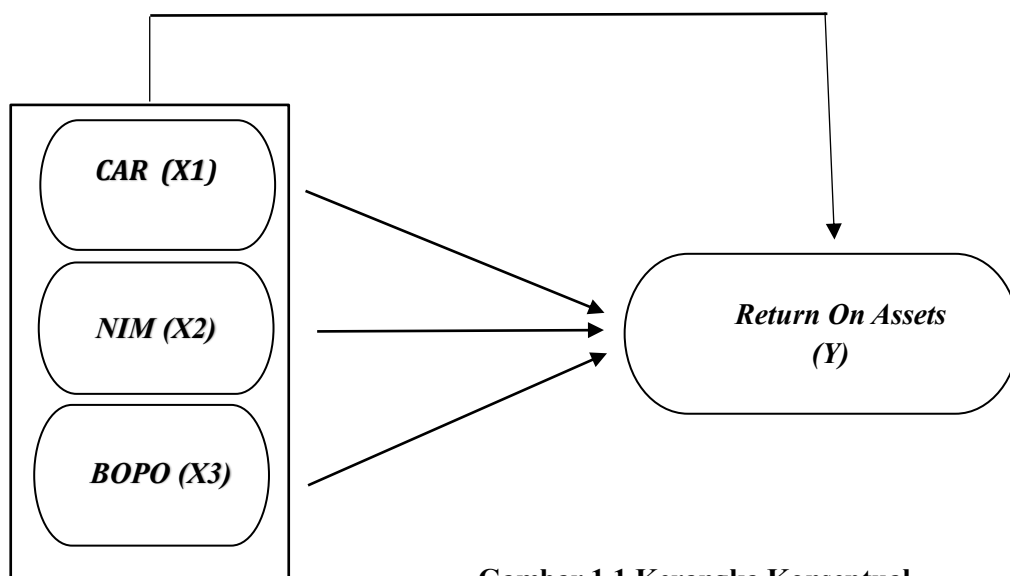 CAR (X1)
NIM (X2)
BOPO (X3)
Return On Assets
(Y)
Gambar 1.1 Kerangka Konseptual